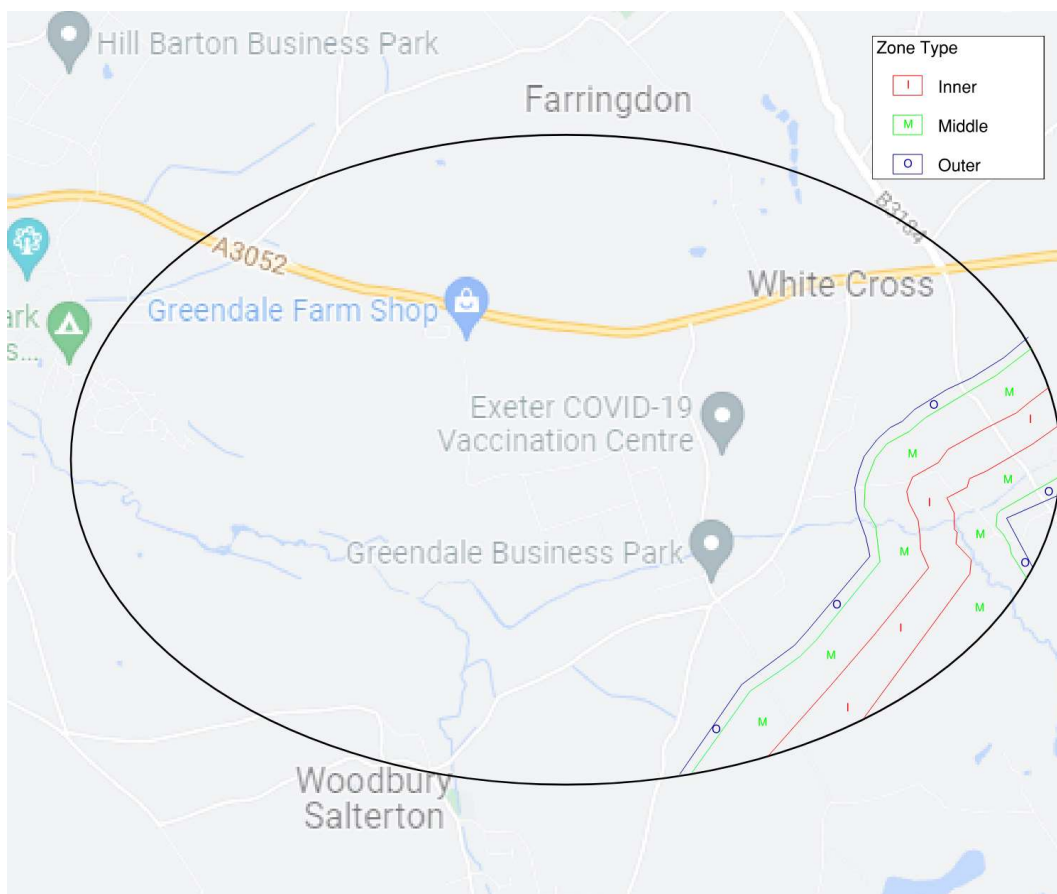 Hill Barton Business Park
Farringdon
Zone Type
I Inner
M Middle
O Outer
B3184
A3052
White Cross
Greendale Farm Shop
ark
s...
Exeter COVID-19
Vaccination Centre
Greendale Business Park
Woodbury
Salterton
M
O
I
M
M
O
I
M
M
O
O
M
I
M
I
M
O